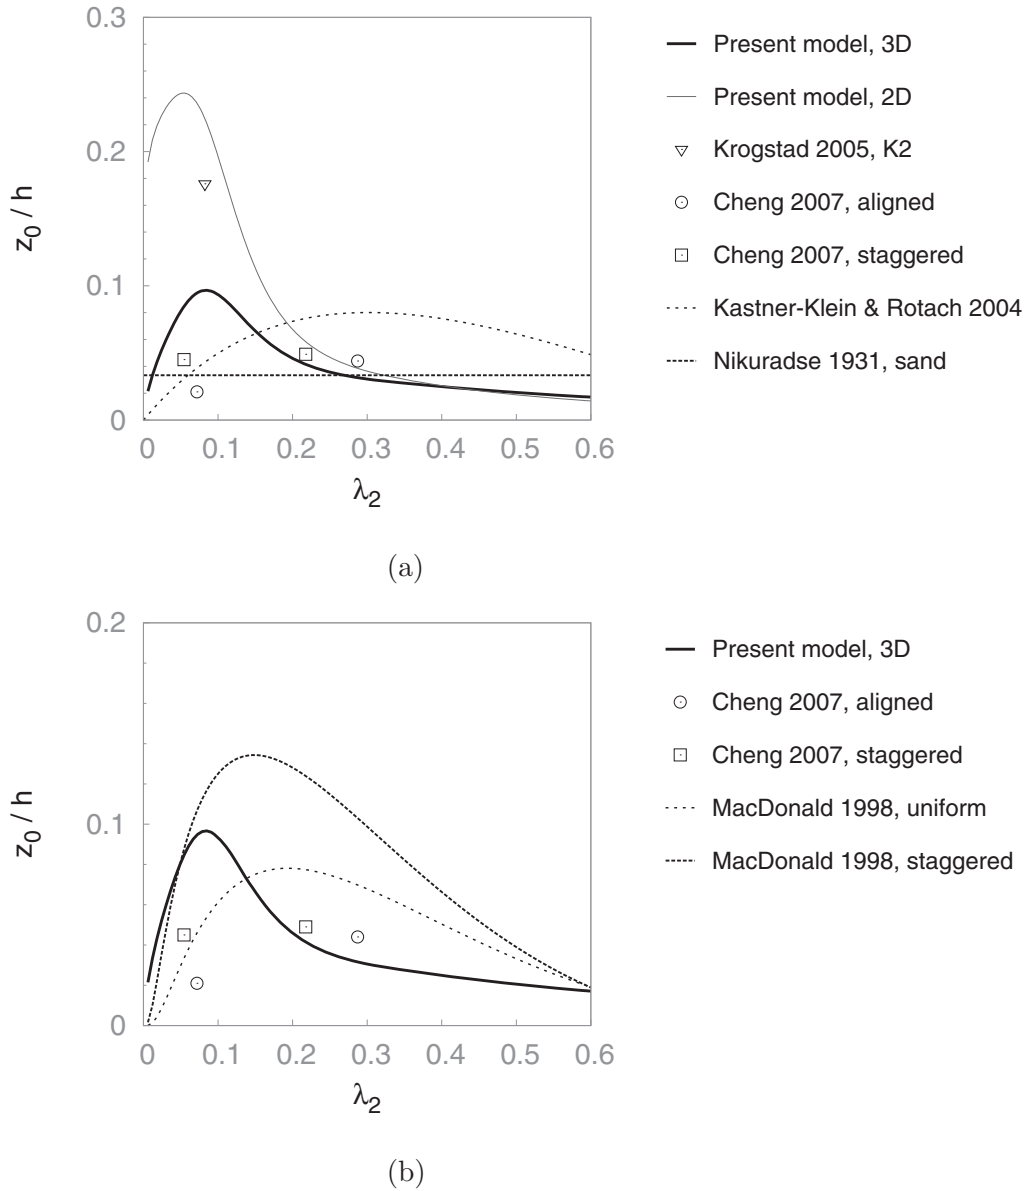 0.3
0.2
0.1
0
z0 / h
0 0.1 0.2 0.3 0.4 0.5 0.6
λ2
Present model, 3D
Present model, 2D
Krogstad 2005, K2
Cheng 2007, aligned
Cheng 2007, staggered
Kastner-Klein & Rotach 2004
Nikuradse 1931, sand
(a)
0.2
0.1
0
z0 / h
0 0.1 0.2 0.3 0.4 0.5 0.6
λ2
Present model, 3D
Cheng 2007, aligned
Cheng 2007, staggered
MacDonald 1998, uniform
MacDonald 1998, staggered
(b)